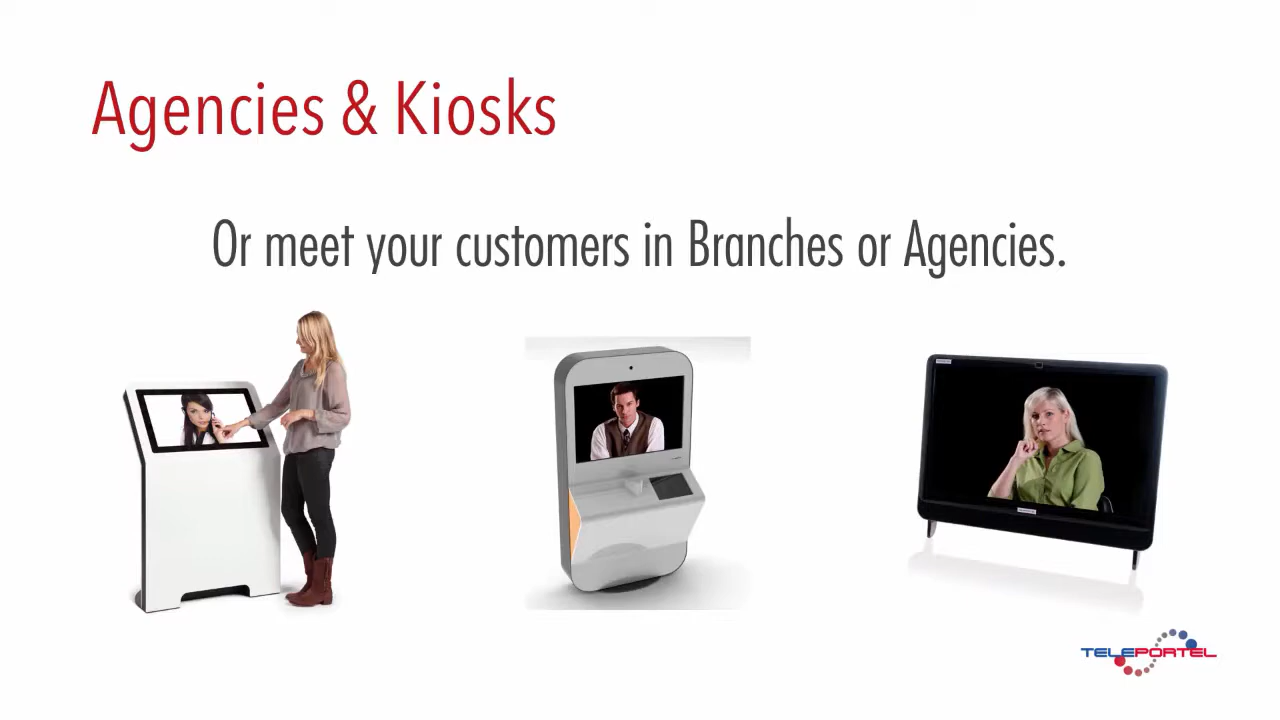 Agencies & Kiosks
Or meet your customers in Branches or Agencies.
TELEPORTEL